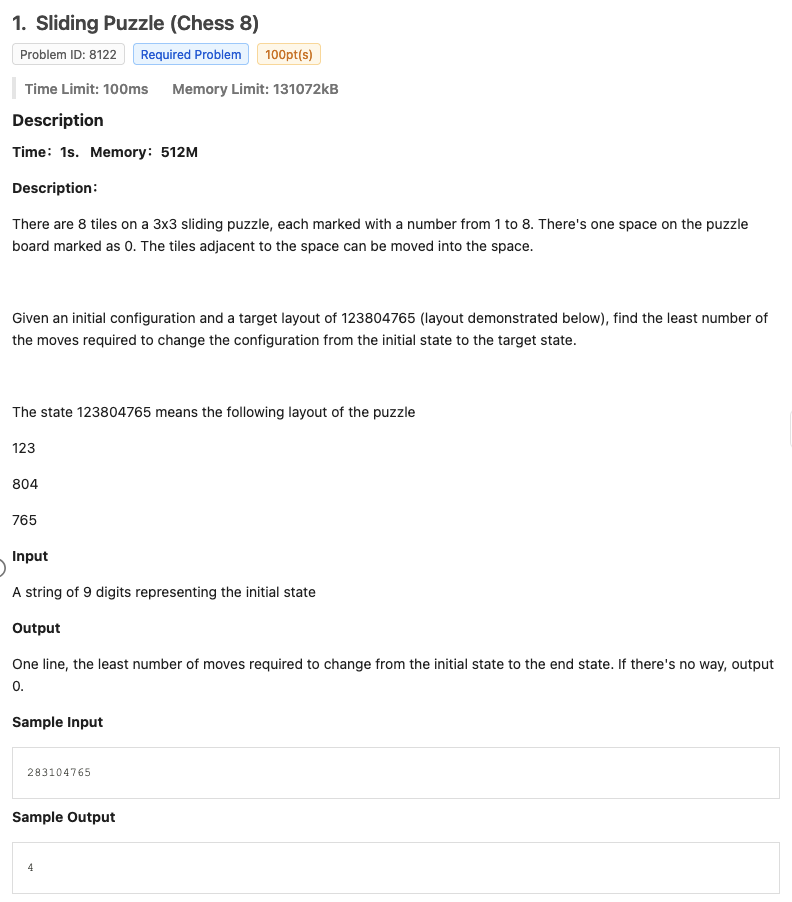 1. Sliding Puzzle (Chess 8)
Problem ID: 8122 Required Problem 100pt(s)
Time Limit: 100ms Memory Limit: 131072kB
Description
Time: 1s. Memory: 512M
Description:
There are 8 tiles on a 3x3 sliding puzzle, each marked with a number from 1 to 8. There's one space on the puzzle
board marked as 0. The tiles adjacent to the space can be moved into the space.
Given an initial configuration and a target layout of 123804765 (layout demonstrated below), find the least number of
the moves required to change the configuration from the initial state to the target state.
The state 123804765 means the following layout of the puzzle
123
804
765
Input
A string of 9 digits representing the initial state
Output
One line, the least number of moves required to change from the initial state to the end state. If there's no way, output
0.
Sample Input
283104765
Sample Output
4